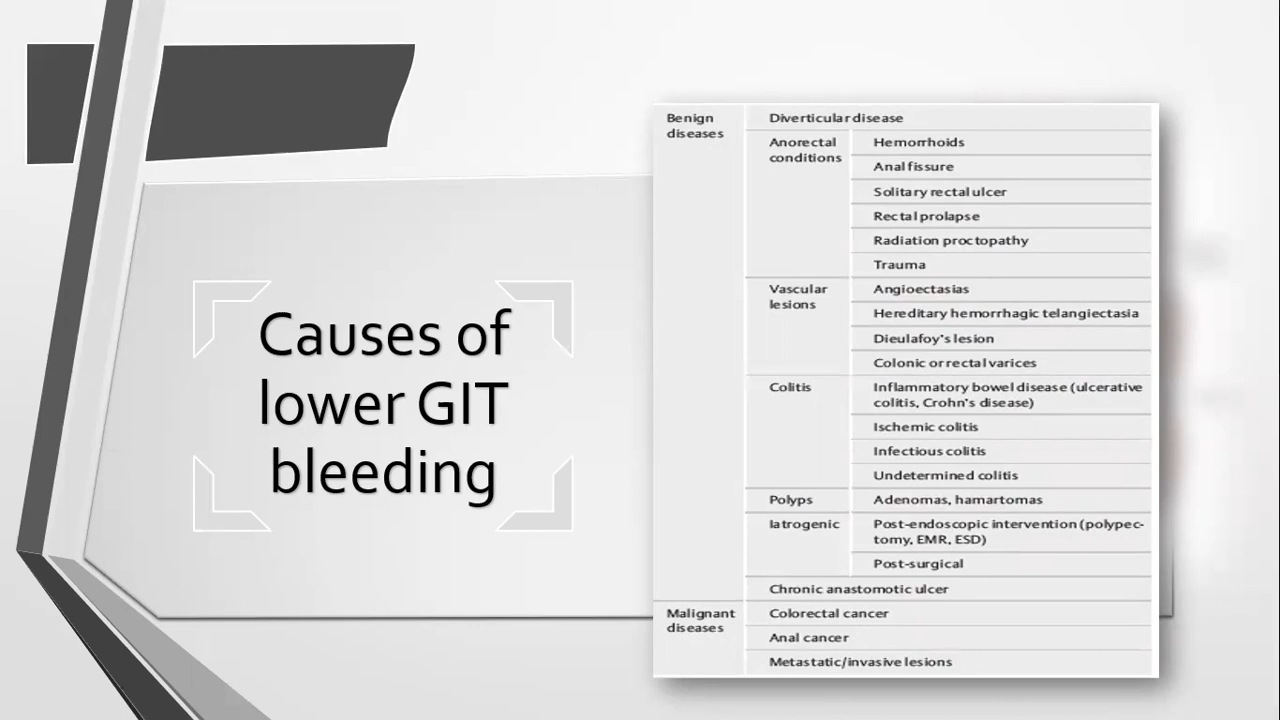 Causes of
lower GIT
bleeding
Benign
diseases
Diverticular disease
Anorectal
conditions
Hemorrhoids
Anal fissure
Solitary rectal ulcer
Rectal prolapse
Radiation proctopathy
Trauma
Vascular
lesions
Angioectasias
Hereditary hemorrhagic telangiectasia
Dieulafoy's lesion
Colonic or rectal varices
Colitis
Inflammatory bowel disease (ulcerative
colitis, Crohn's disease)
Ischemic colitis
Infectious colitis
Undetermined colitis
Polyps
Adenomas, hamartomas
Iatrogenic
Post-endoscopic intervention (polypec-
tomy, EMR, ESD)
Post-surgical
Chronic anastomotic ulcer
Malignant
diseases
Colorectal cancer
Anal cancer
Metastatic/invasive lesions